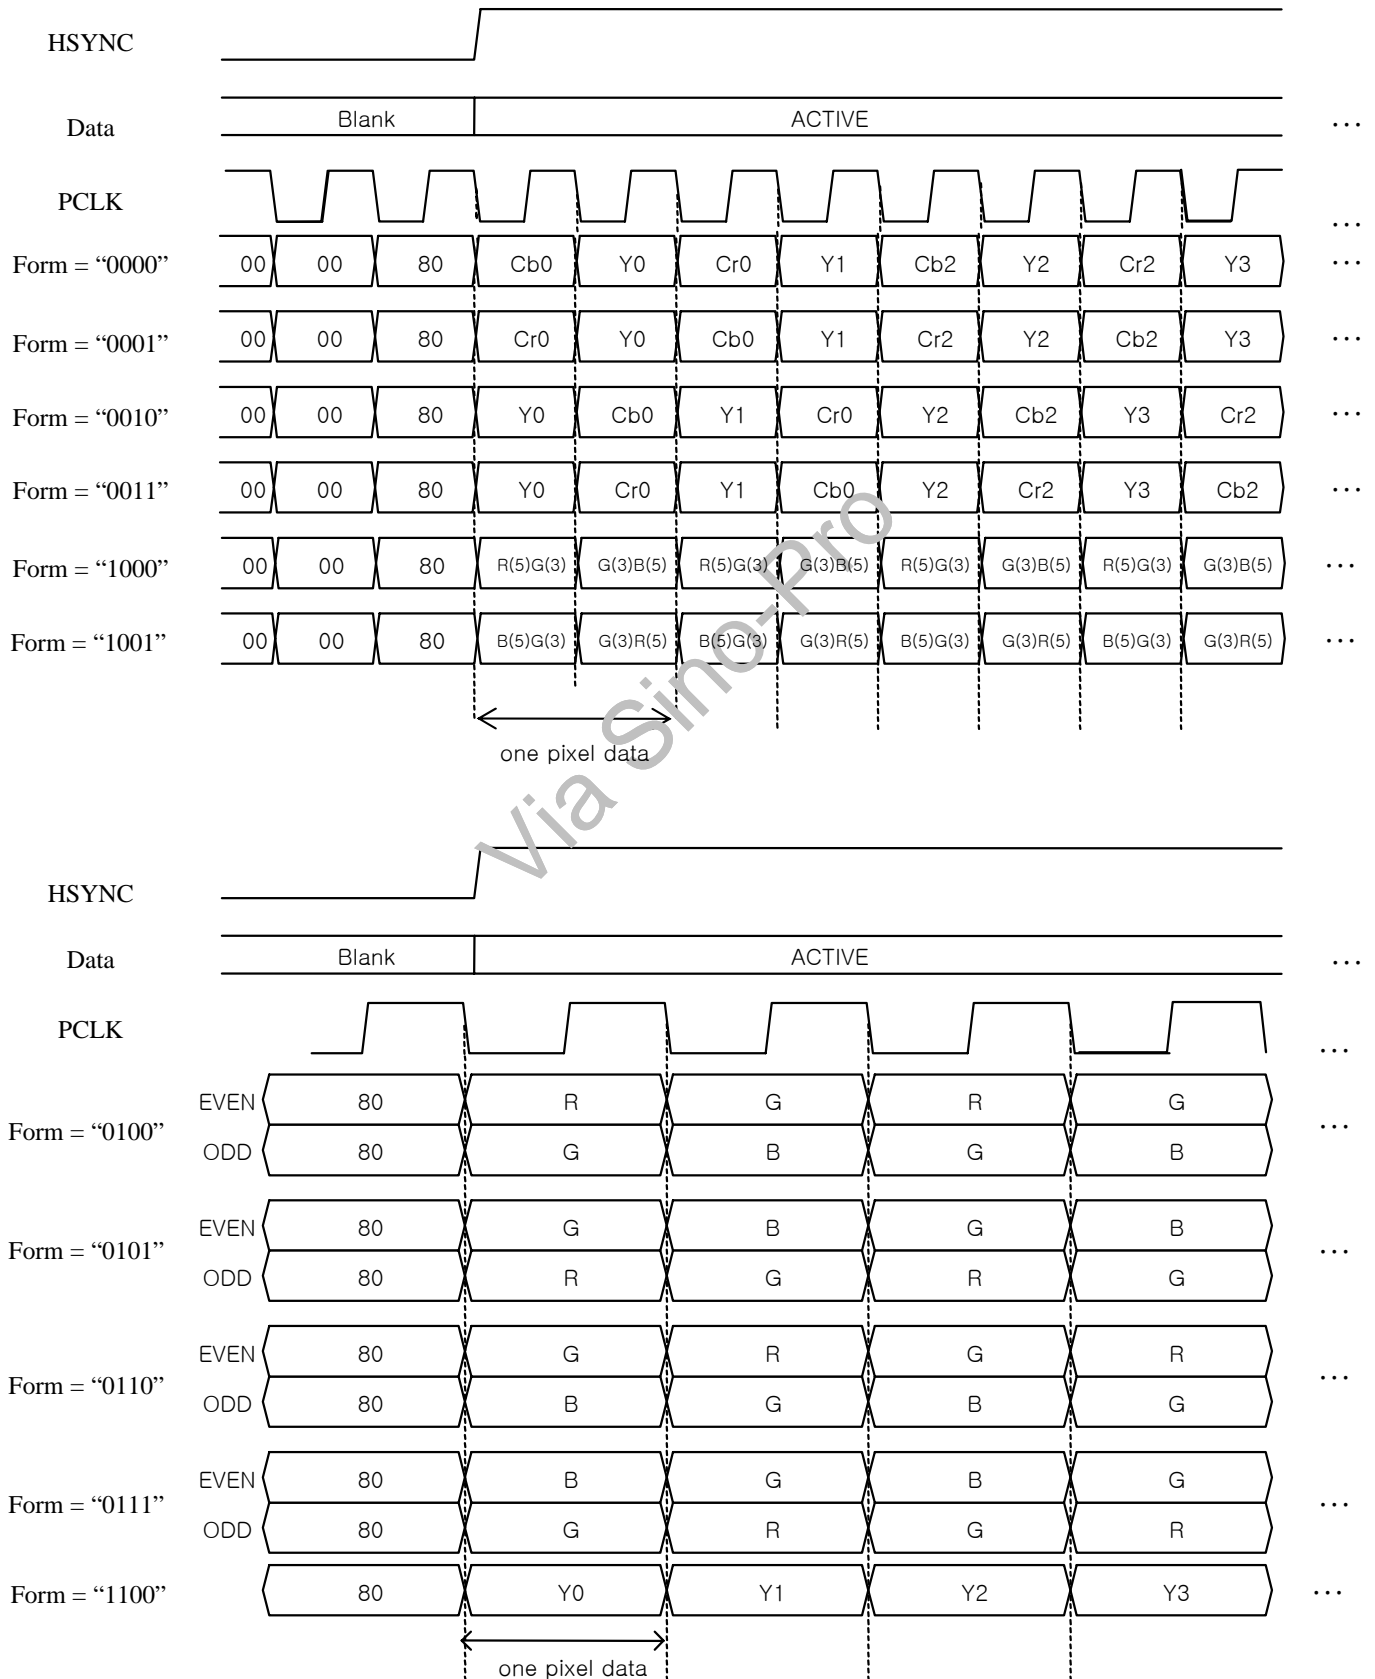 HSYNC
Data Blank ACTIVE ...
PCLK ...
Form = “0000” 00 00 80 Cb0 Y0 Cr0 Y1 Cb2 Y2 Cr2 Y3 ...
Form = “0001” 00 00 80 Cr0 Y0 Cb0 Y1 Cr2 Y2 Cb2 Y3 ...
Form = “0010” 00 00 80 Y0 Cb0 Y1 Cr0 Y2 Cb2 Y3 Cr2 ...
Form = “0011” 00 00 80 Y0 Cr0 Y1 Cb0 Y2 Cr2 Y3 Cb2 ...
Form = “1000” 00 00 80 R(5)G(3) G(3)B(5) R(5)G(3) G(3)B(5) R(5)G(3) G(3)B(5) R(5)G(3) G(3)B(5) ...
Form = “1001” 00 00 80 B(5)G(3) G(3)R(5) B(5)G(3) G(3)R(5) B(5)G(3) G(3)R(5) B(5)G(3) G(3)R(5) ...
one pixel data
Via Sino-Pro
HSYNC
Data Blank ACTIVE ...
PCLK ...
EVEN 80 R G R G
Form = “0100” ...
ODD 80 G B G B
EVEN 80 G B G B
Form = “0101” ...
ODD 80 R G R G
EVEN 80 G R G R
Form = “0110” ...
ODD 80 B G B G
EVEN 80 B G B G
Form = “0111” ...
ODD 80 G R G R
Form = “1100” 80 Y0 Y1 Y2 Y3 ...
one pixel data